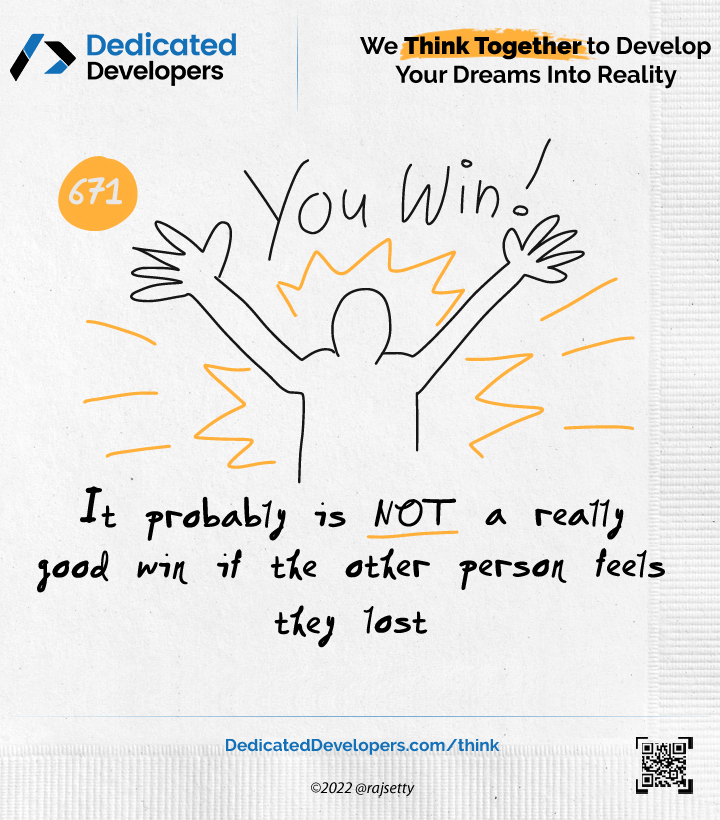 Dedicated
Developers
We Think Together to Develop
Your Dreams Into Reality
671
You Win!
It probably is NOT a really
good win if the other person feels
they lost
DedicatedDevelopers.com/think
©2022 @rajsetty